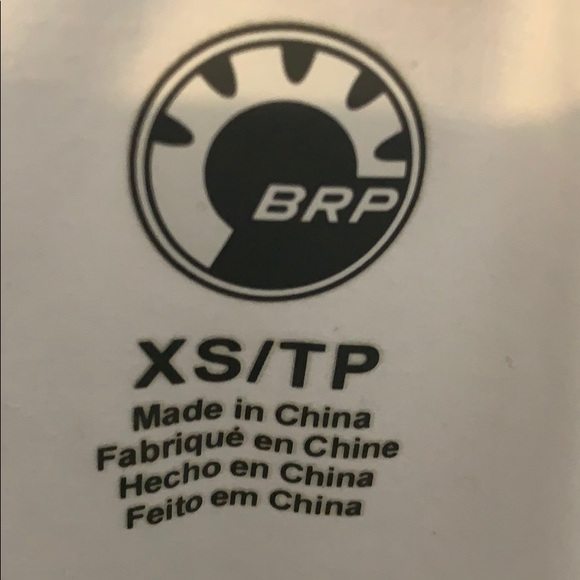 BRP
XS/TP
Made in China
Fabriqué en Chine
Hecho en China
Feito em China